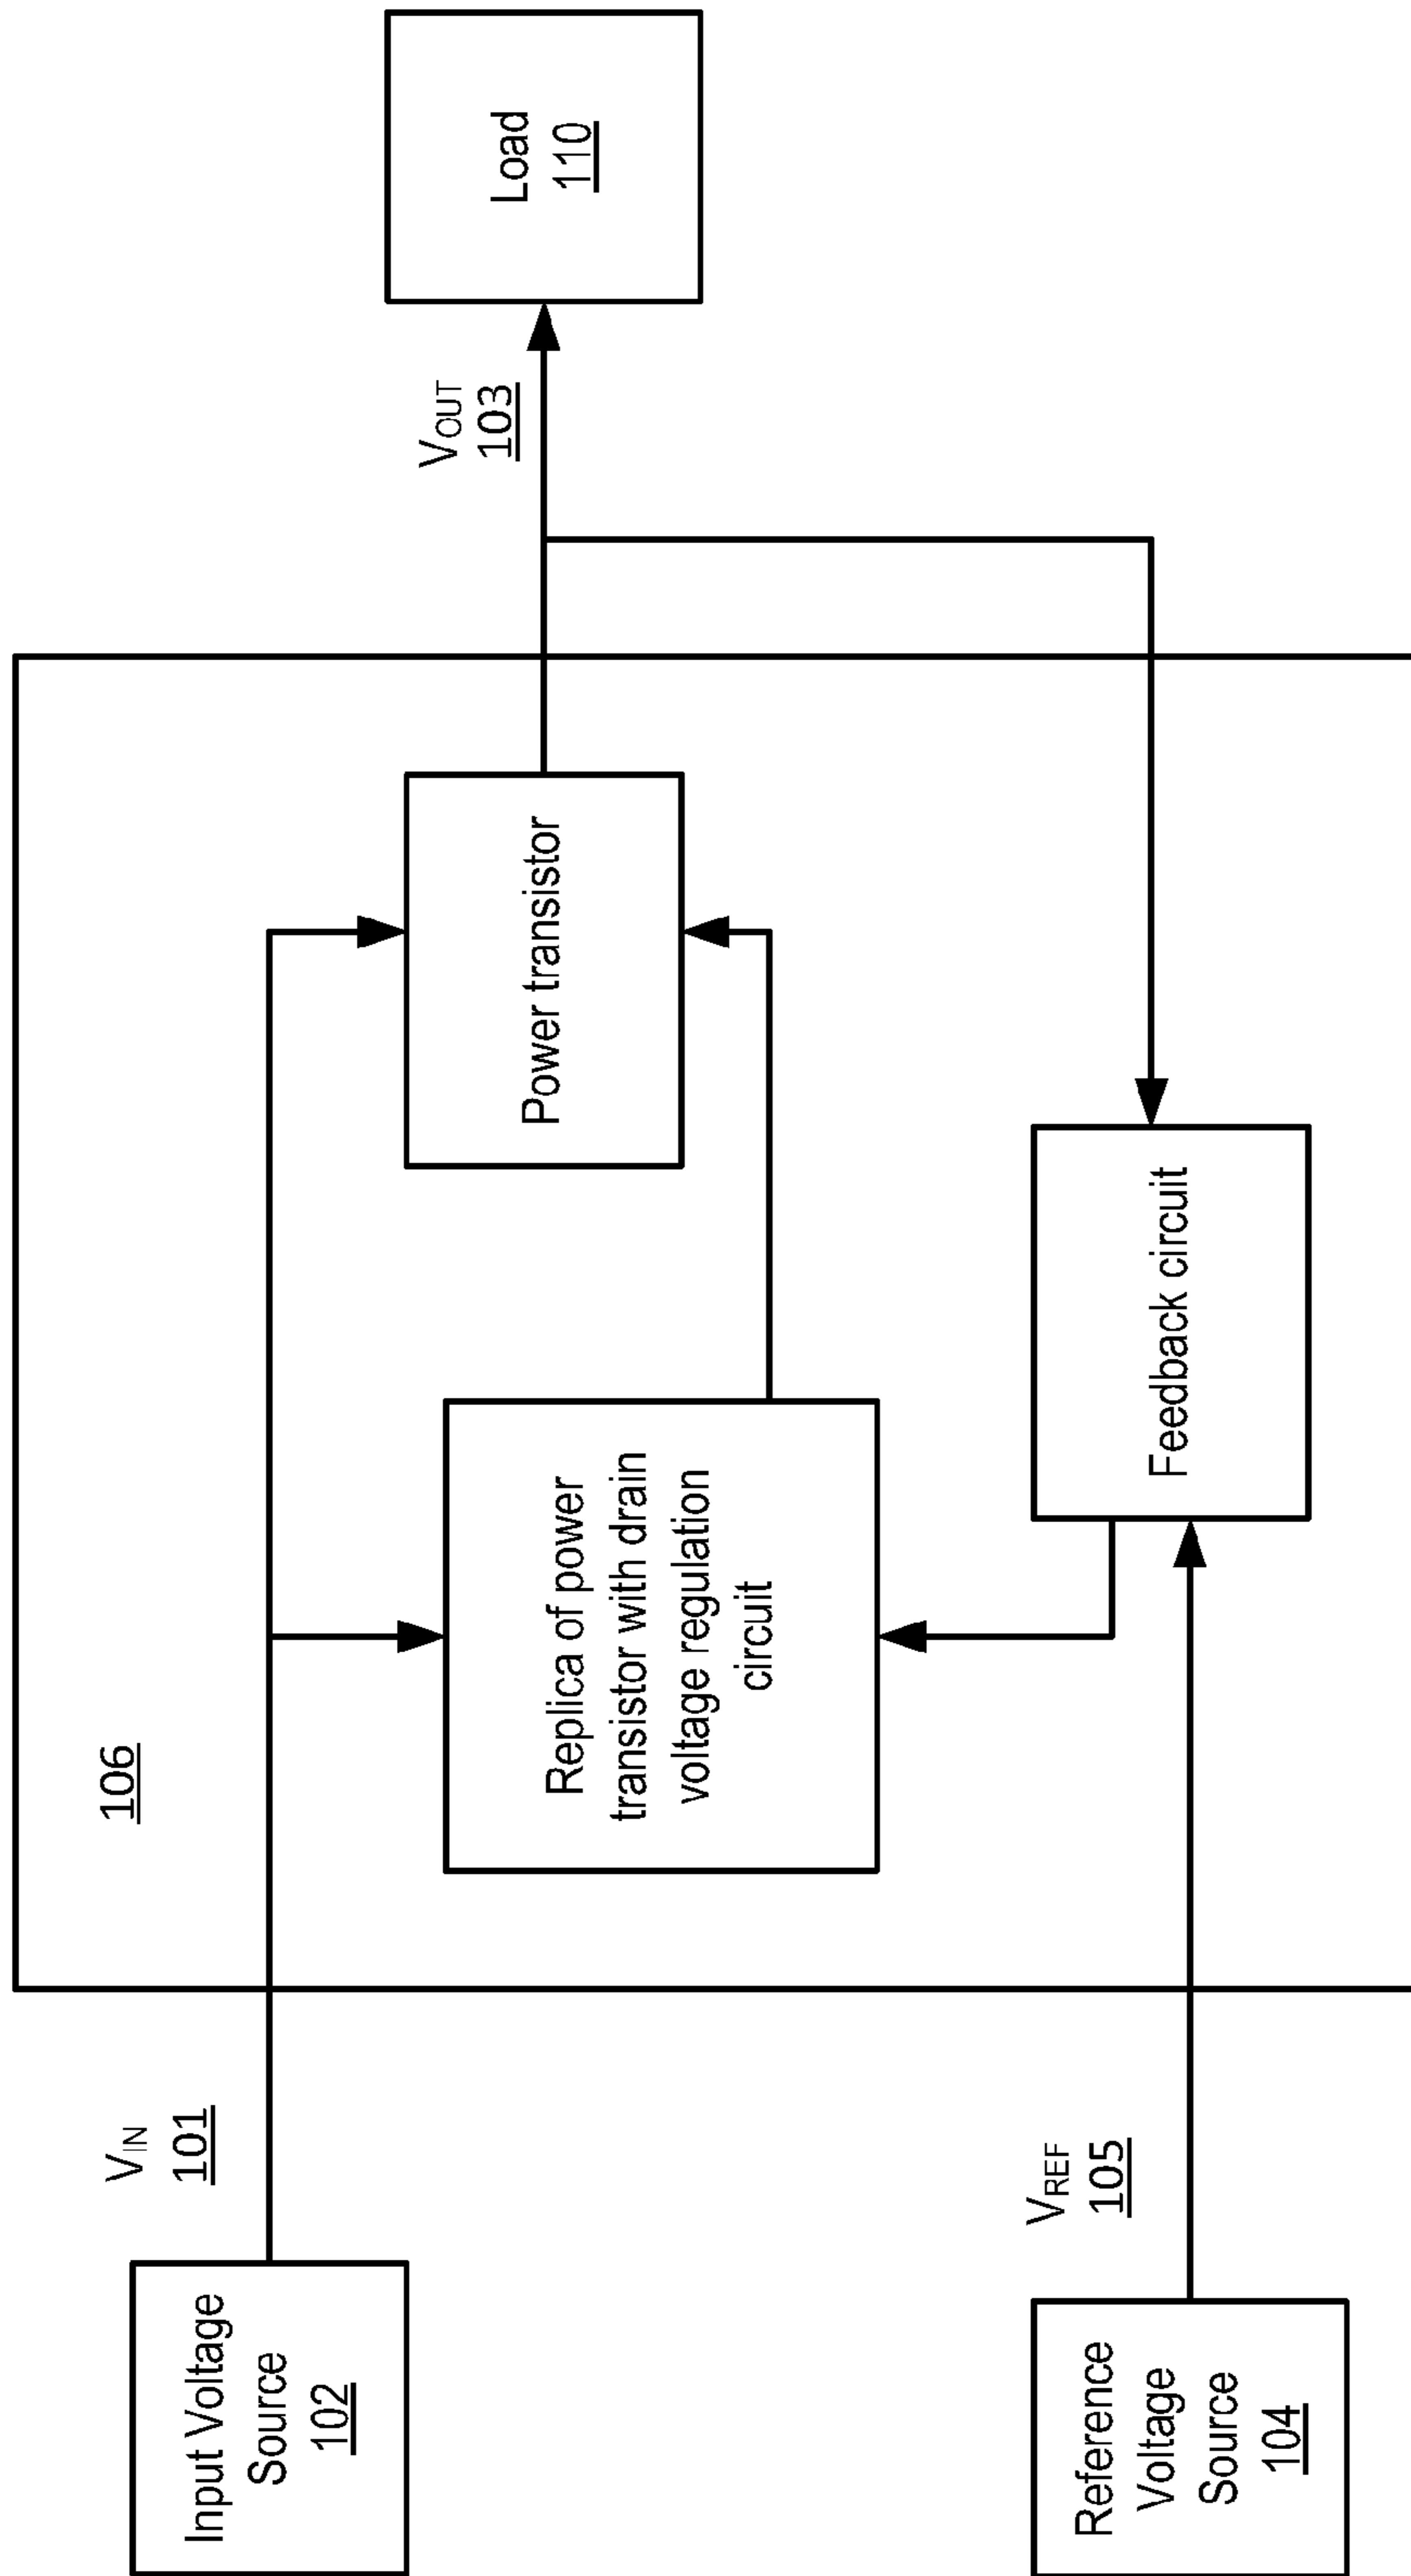 Input Voltage
Source
102
VIN
101
106
Replica of power
transistor with drain
voltage regulation
circuit
Power transistor
VOUT
103
Load
110
Reference
Voltage
Source
104
VREF
105
Feedback circuit